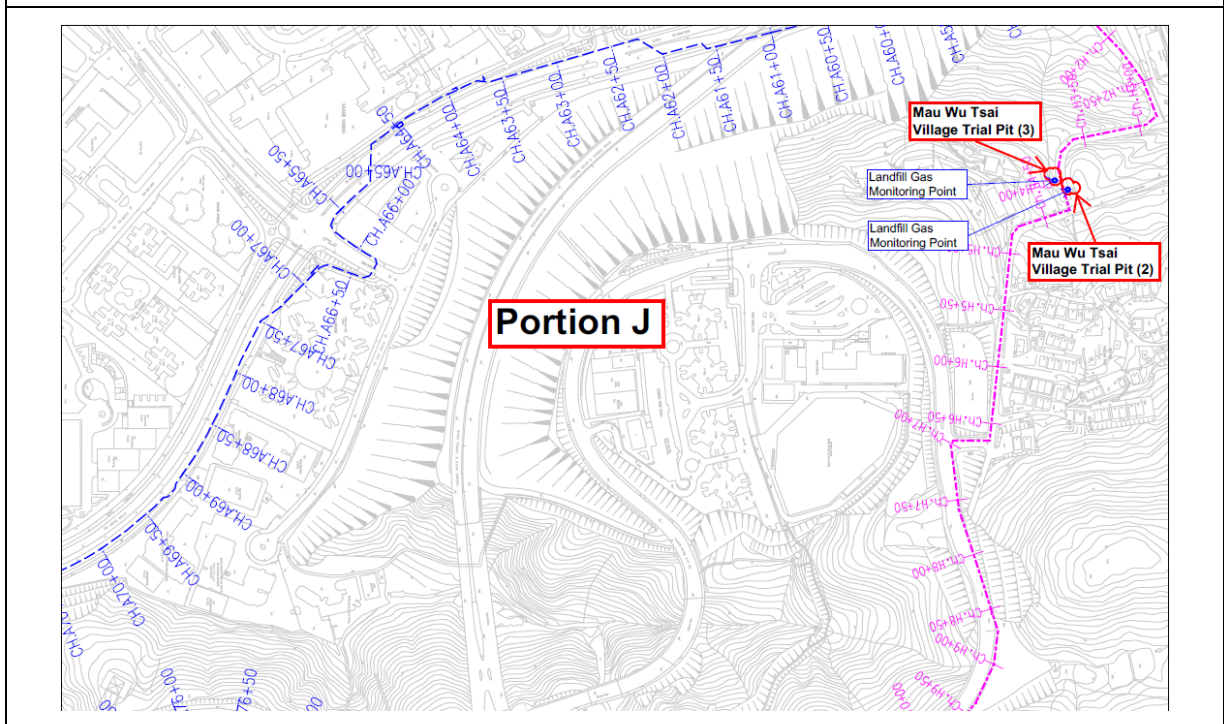 CH.A60+50
CH.A61+00
CH.A61+50
CH.A62+00
CH.A62+50
CH.A63+00
CH.A63+50
CH.A64+00
CH.A64+50
CH.A65+00
CH.A65+50
CH.A66+00
CH.A66+50
CH.A67+00
CH.A67+50
CH.A68+00
CH.A68+50
CH.A69+00
CH.A69+50
CH.A70+00
Mau Wu Tsai
Village Trial Pit (3)
Landfill Gas
Monitoring Point
Landfill Gas
Monitoring Point
Mau Wu Tsai
Village Trial Pit (2)
Portion J
Ch.H2+50
Ch.H5+50
Ch.H6+00
Ch.H6+50
Ch.H7+00
Ch.H7+50
Ch.H8+00
Ch.H8+50
Ch.H9+00
Ch.H9+50